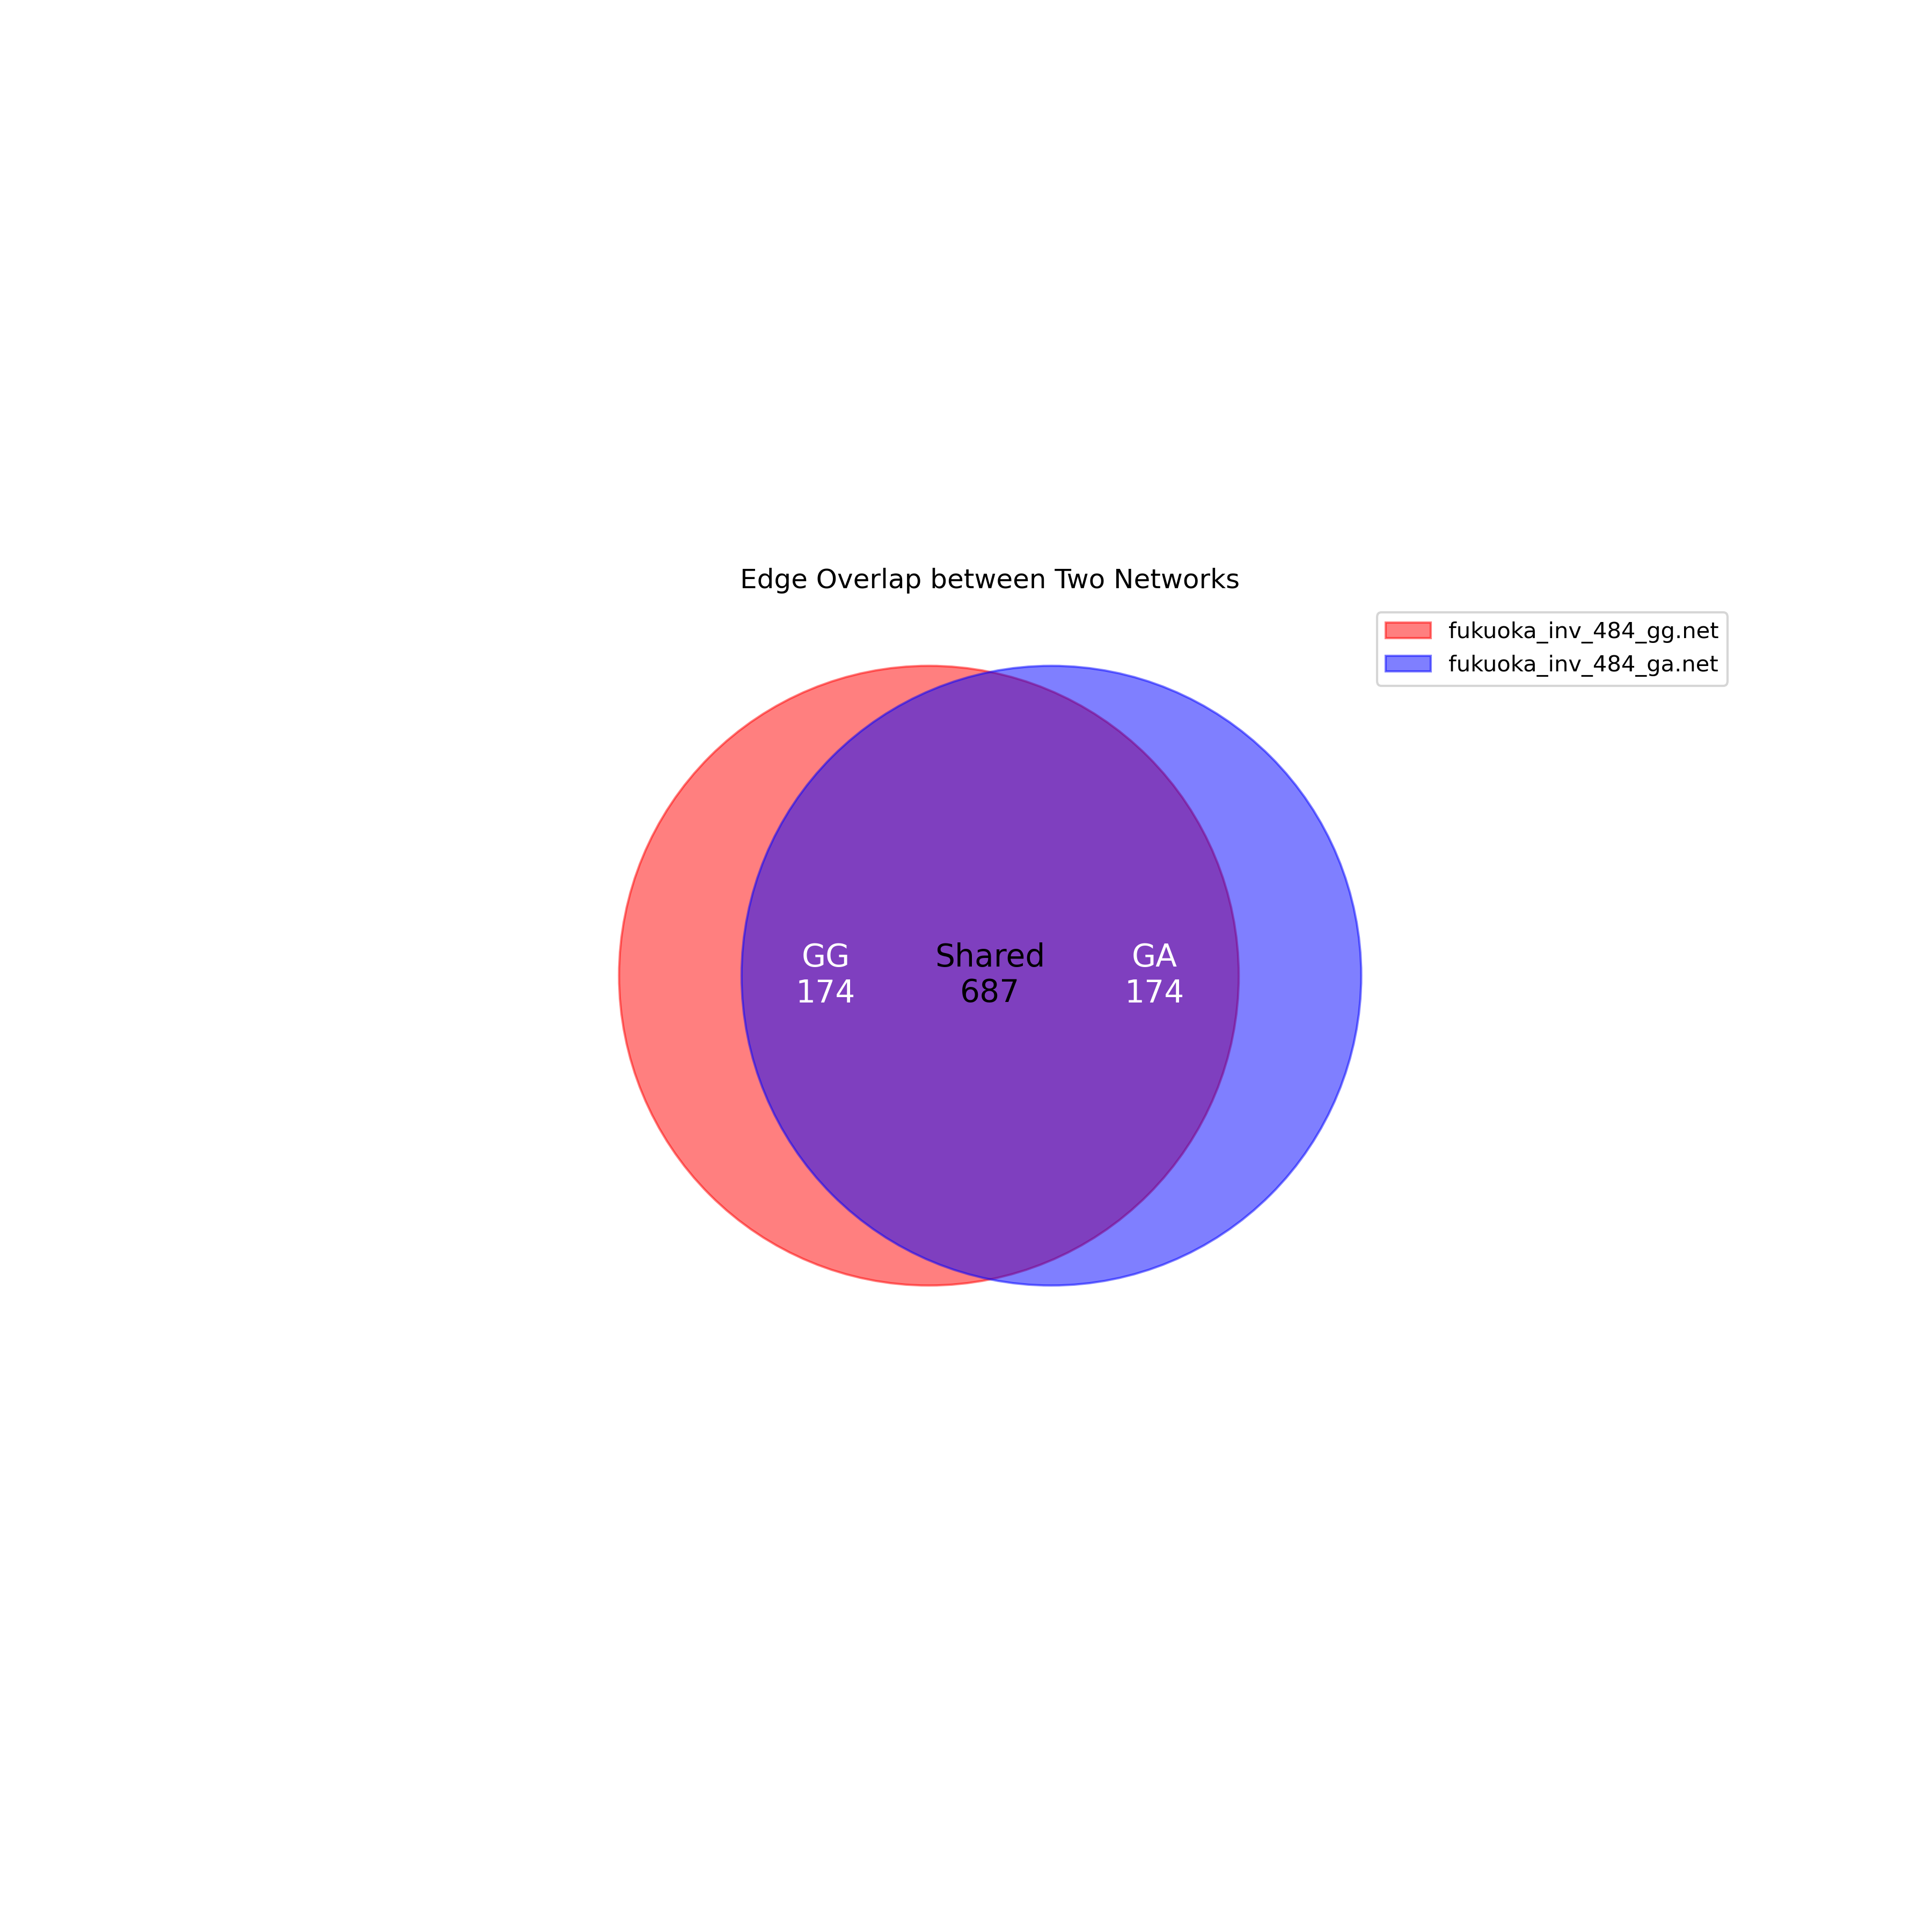 Edge Overlap between Two Networks
fukuoka_inv_484_gg.net
fukuoka_inv_484_ga.net
GG
174
Shared
687
GA
174